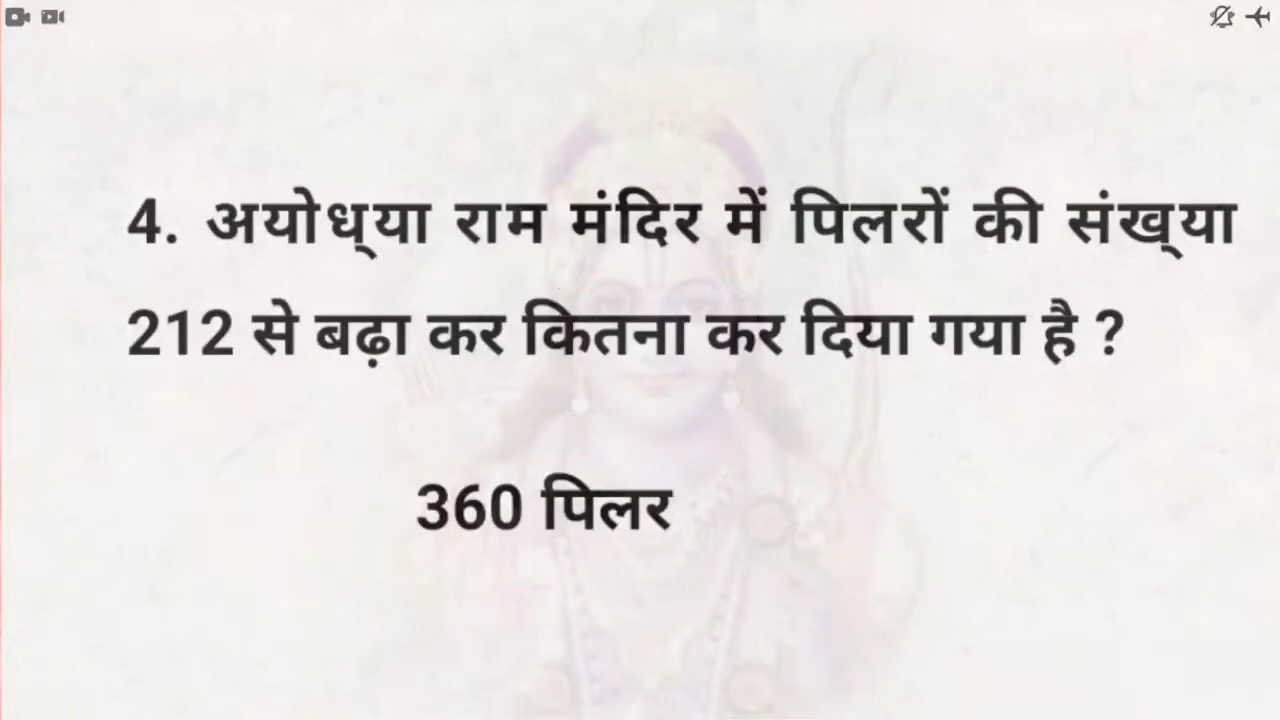 4. अयोध्या राम मंदिर में पिलरों की संख्या
212 से बढ़ा कर कितना कर दिया गया है ?
360 पिलर